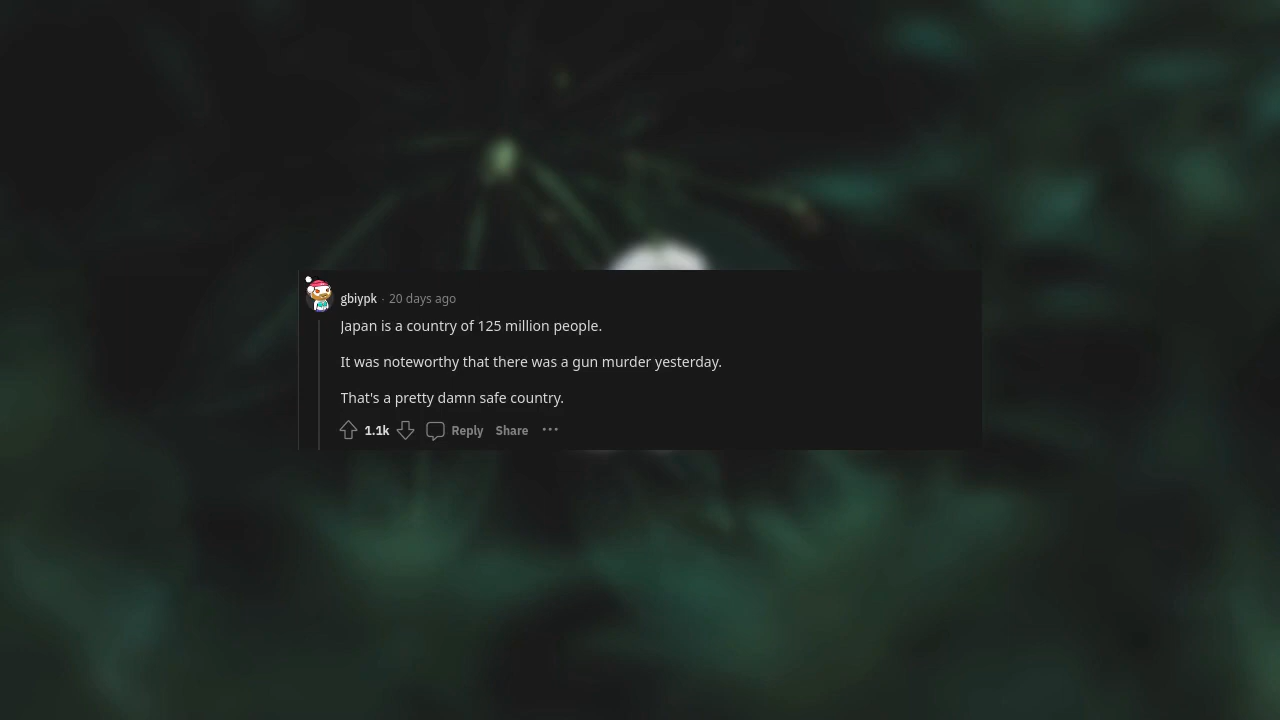 gbiypk · 20 days ago
Japan is a country of 125 million people.
It was noteworthy that there was a gun murder yesterday.
That's a pretty damn safe country.
1.1k Reply Share ···